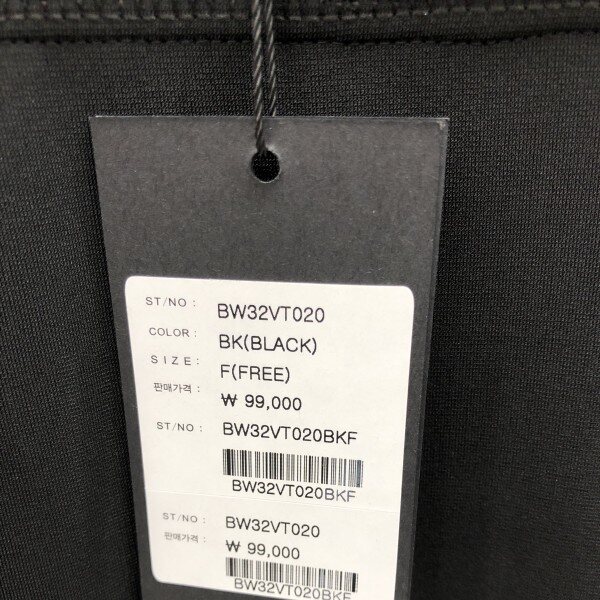 ST/NO : BW32VT020
COLOR: BK(BLACK)
SIZE: F(FREE)
판매가격 : ₩ 99,000
ST/NO : BW32VT020BKF
BW32VT020BKF
ST/NO : BW32VT020
판매가격 : ₩ 99,000
BW32VT020BKF